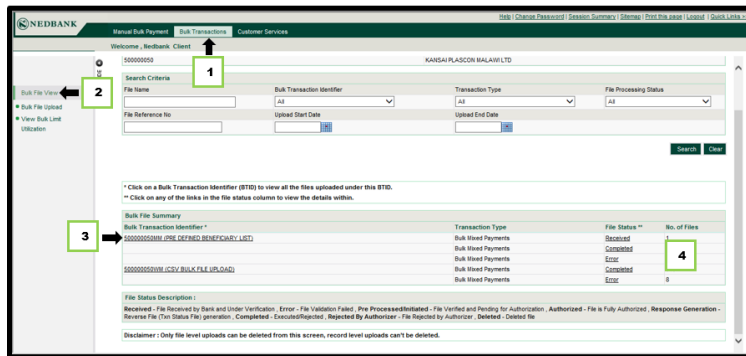 NEDBANK
Help | Change Password | Session Summary | Sitemap | Print this page | Logout | Quick Links
Manual Bulk Payment Bulk Transactions Customer Services
Welcome , Nedbank Client
500000050 KANSAI PLASCON MALAWI LTD
1
Search Criteria
File Name Bulk Transaction Identifier Transaction Type File Processing Status
All All All
File Reference No Upload Start Date Upload End Date
Bulk File View
2
Bulk File Upload
View Bulk Limit
Utilization
Search Clear
* Click on a Bulk Transaction Identifier (BTID) to view all the files uploaded under this BTID.
** Click on any of the links in the file status column to view the details within.
Bulk File Summary
Bulk Transaction Identifier * Transaction Type File Status ** No. of Files
3
500000050MM (PRE DEFINED BENEFICIARY LIST) Bulk Mixed Payments Received 1
Bulk Mixed Payments Completed
Bulk Mixed Payments Error
4
500000050WM (CSV BULK FILE UPLOAD) Bulk Mixed Payments Completed
Bulk Mixed Payments Error 8
File Status Description :
Received - File Received by Bank and Under Verification , Error - File Validation Failed , Pre Processed/Initiated - File Verified and Pending for Authorization , Authorized - File is Fully Authorized , Response Generation -
Reverse File (Txn Status File) generation , Completed - Executed/Rejected , Rejected By Authorizer - File Rejected by Authorizer , Deleted - Deleted file
Disclaimer : Only file level uploads can be deleted from this screen, record level uploads can't be deleted.